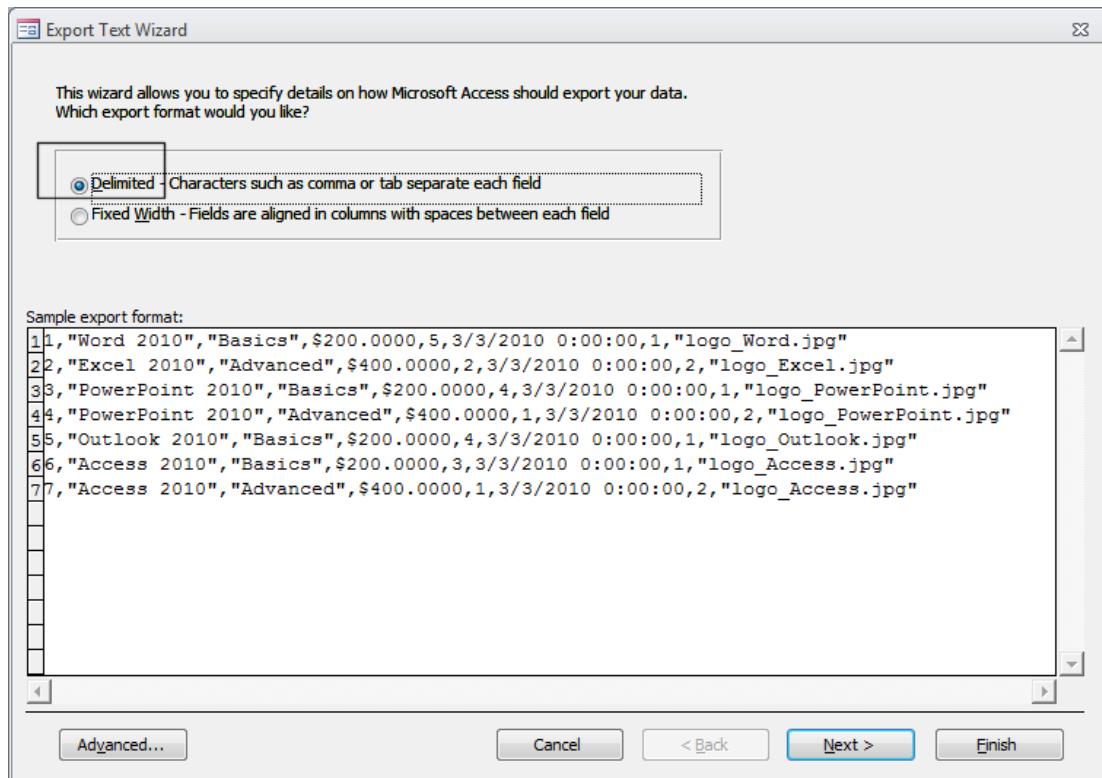 Export Text Wizard
This wizard allows you to specify details on how Microsoft Access should export your data.
Which export format would you like?
Delimited - Characters such as comma or tab separate each field
Fixed Width - Fields are aligned in columns with spaces between each field
Sample export format:
1 1,"Word 2010","Basics",$200.0000,5,3/3/2010 0:00:00,1,"logo_Word.jpg"
2 2,"Excel 2010","Advanced",$400.0000,2,3/3/2010 0:00:00,2,"logo_Excel.jpg"
3 3,"PowerPoint 2010","Basics",$200.0000,4,3/3/2010 0:00:00,1,"logo_PowerPoint.jpg"
4 4,"PowerPoint 2010","Advanced",$400.0000,1,3/3/2010 0:00:00,2,"logo_PowerPoint.jpg"
5 5,"Outlook 2010","Basics",$200.0000,4,3/3/2010 0:00:00,1,"logo_Outlook.jpg"
6 6,"Access 2010","Basics",$200.0000,3,3/3/2010 0:00:00,1,"logo_Access.jpg"
7 7,"Access 2010","Advanced",$400.0000,1,3/3/2010 0:00:00,2,"logo_Access.jpg"
Advanced... Cancel < Back Next > Finish